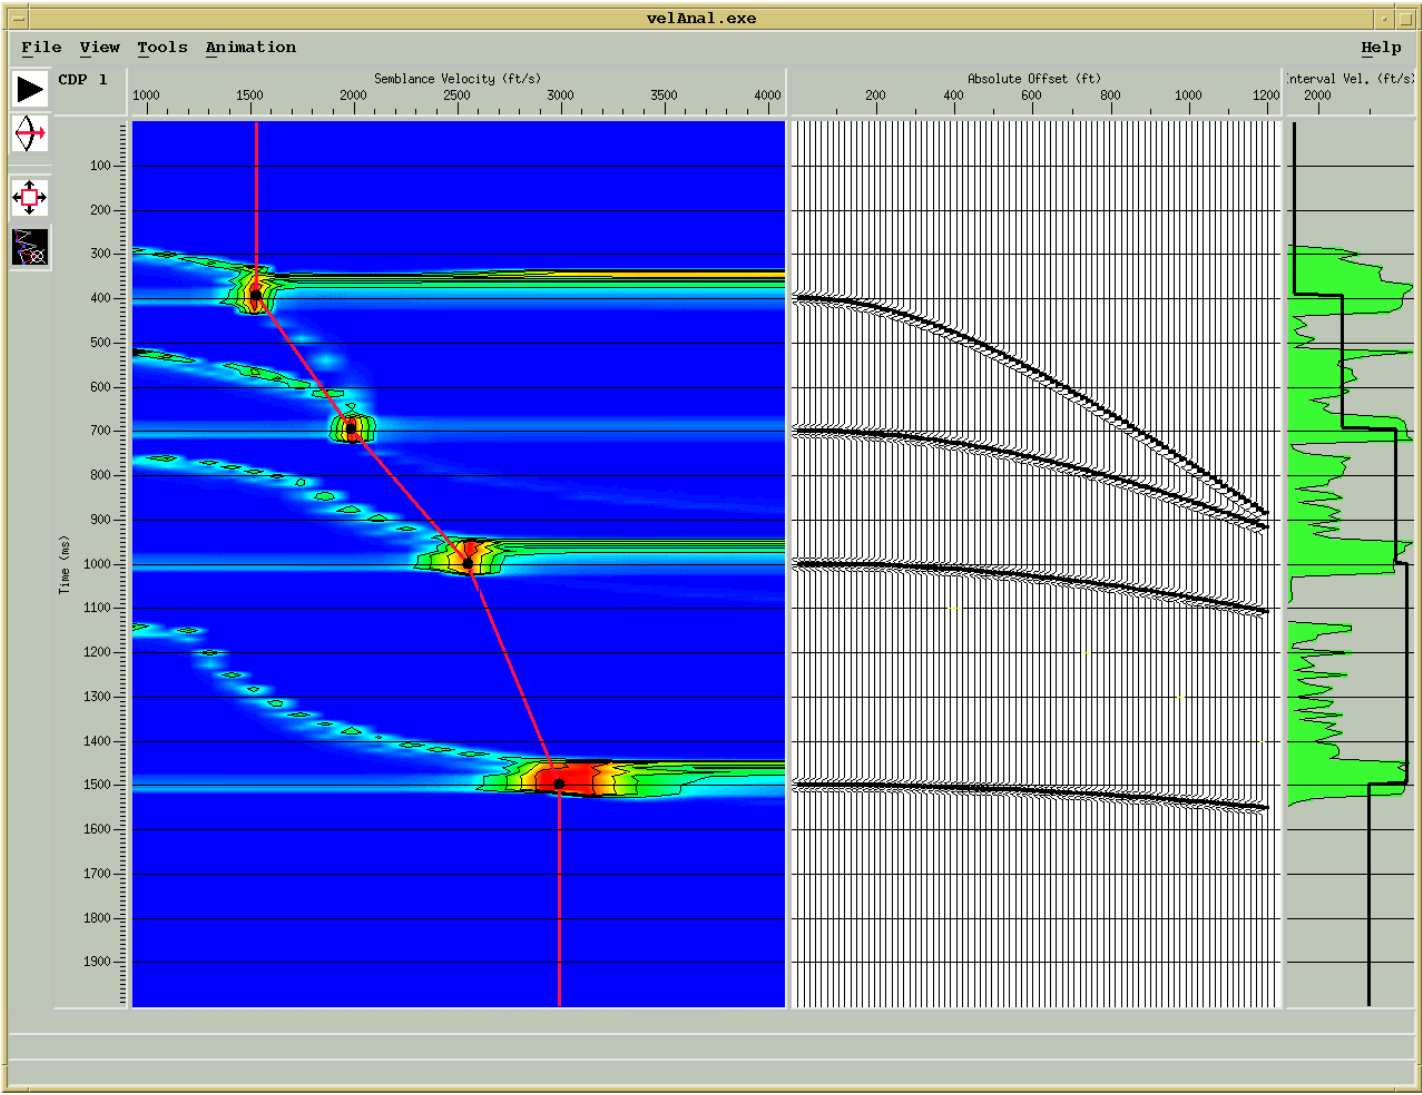 velAnal.exe
File View Tools Animation Help
CDP 1
Semblance Velocity (ft/s)
1000 1500 2000 2500 3000 3500 4000
Absolute Offset (ft)
200 400 600 800 1000 1200
nterval Vel. (ft/s)
2000
Time (ms)
100
200
300
400
500
600
700
800
900
1000
1100
1200
1300
1400
1500
1600
1700
1800
1900